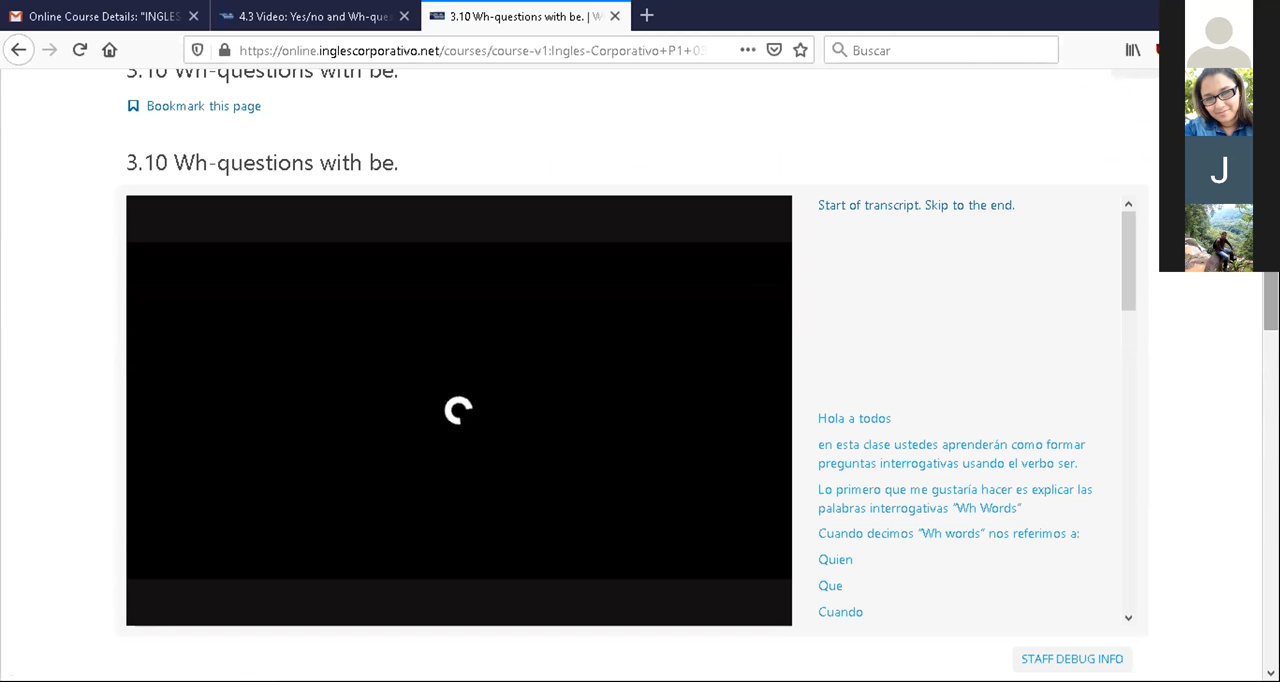 Online Course Details: "INGLES
4.3 Video: Yes/no and Wh-que
3.10 Wh-questions with be. | W
https://online.inglescorporativo.net/courses/course-v1:Ingles-Corporativo+P1+03
Buscar
3.10 Wh-questions with be.
Bookmark this page
3.10 Wh-questions with be.
Start of transcript. Skip to the end.
Hola a todos
en esta clase ustedes aprenderán como formar
preguntas interrogativas usando el verbo ser.
Lo primero que me gustaría hacer es explicar las
palabras interrogativas "Wh Words"
Cuando decimos "Wh words" nos referimos a:
Quien
Que
Cuando
STAFF DEBUG INFO
J